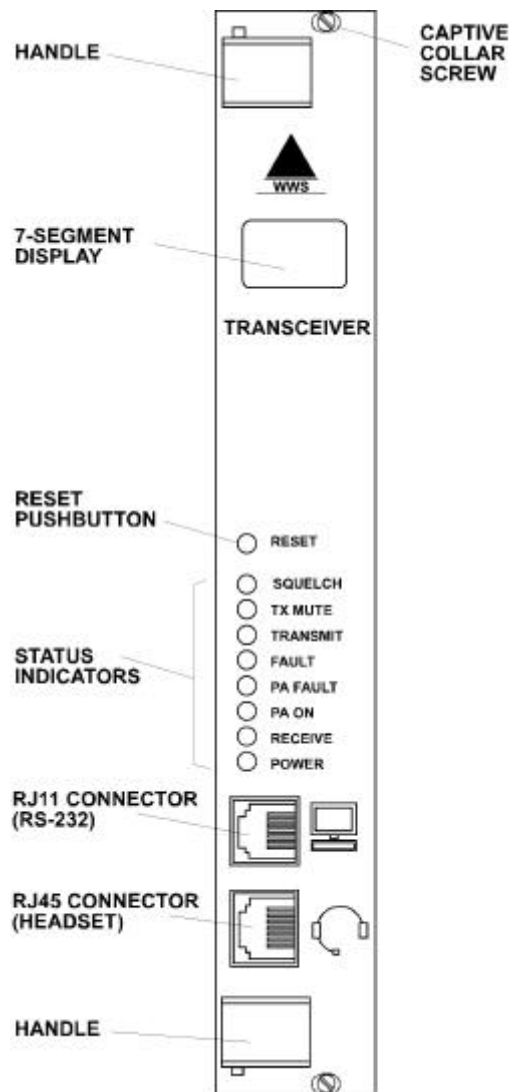 HANDLE
CAPTIVE
COLLAR
SCREW
WWS
7-SEGMENT
DISPLAY
TRANSCEIVER
RESET
PUSHBUTTON
RESET
SQUELCH
TX MUTE
TRANSMIT
STATUS
INDICATORS
FAULT
PA FAULT
PA ON
RECEIVE
POWER
RJ11 CONNECTOR
(RS-232)
RJ45 CONNECTOR
(HEADSET)
HANDLE